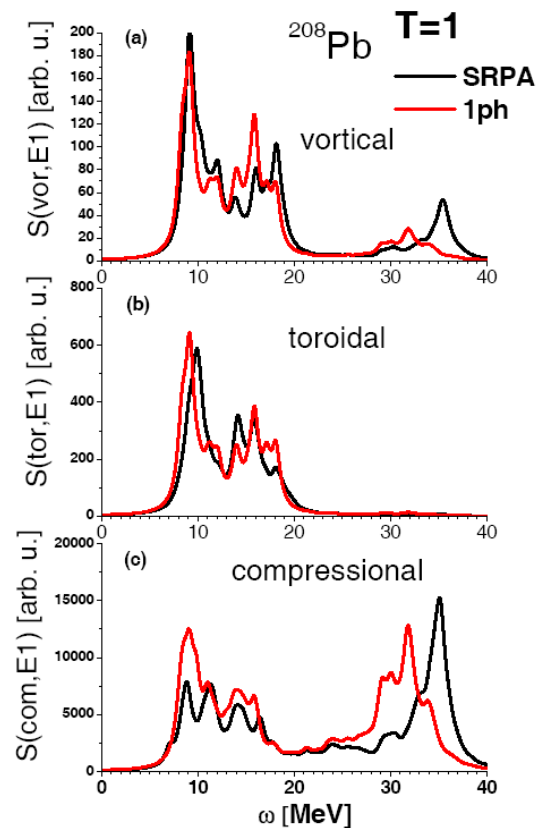 ²⁰⁸Pb
T=1
SRPA
1ph
(a)
vortical
S(vor,E1) [arb. u.]
200
180
160
140
120
100
80
60
40
20
0
0 10 20 30 40
(b)
toroidal
S(tor,E1) [arb. u.]
800
600
400
200
0
0 10 20 30 40
(c)
compressional
S(com,E1) [arb. u.]
20000
15000
10000
5000
0
0 10 20 30 40
ω [MeV]